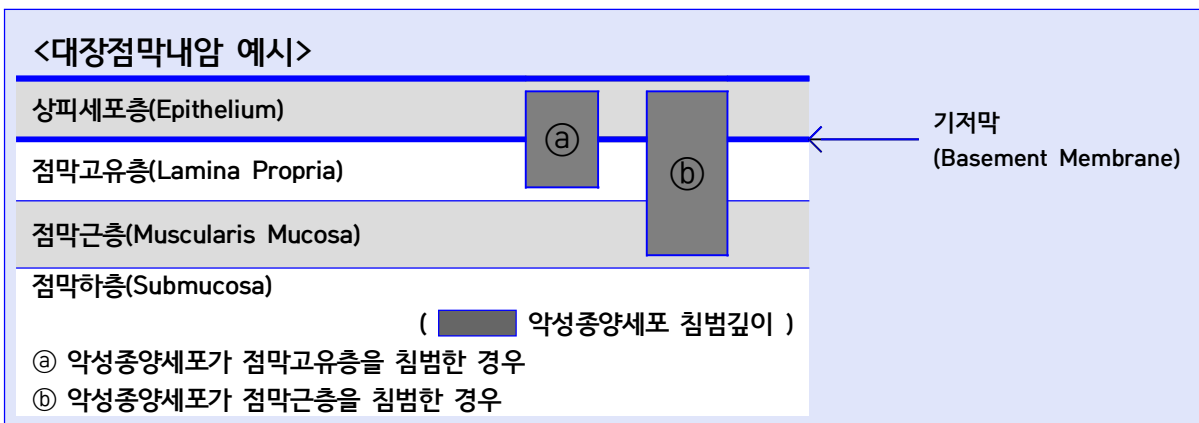 <대장점막내암 예시>
상피세포층(Epithelium)
ⓐ
기저막
(Basement Membrane)
점막고유층(Lamina Propria)
ⓑ
점막근층(Muscularis Mucosa)
점막하층(Submucosa)
( 악성종양세포 침범깊이 )
ⓐ 악성종양세포가 점막고유층을 침범한 경우
ⓑ 악성종양세포가 점막근층을 침범한 경우